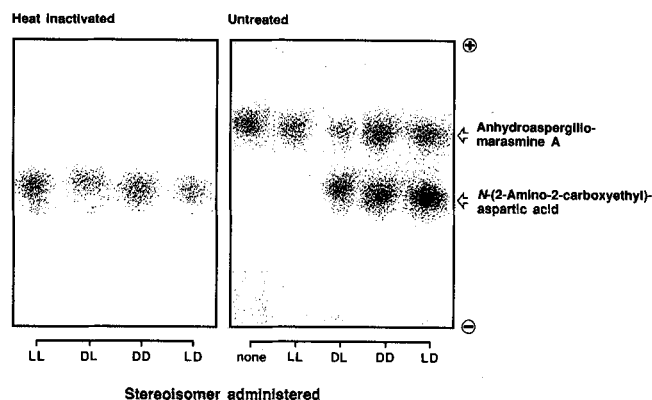 Heat inactivated
Untreated
⊕
Anhydroaspergillo-
marasmine A
N-(2-Amino-2-carboxyethyl)-
aspartic acid
⊖
LL DL DD LD
none LL DL DD LD
Stereoisomer administered